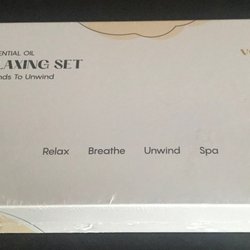 ENTIAL OIL
LAXING SET
nds To Unwind
Relax Breathe Unwind Spa